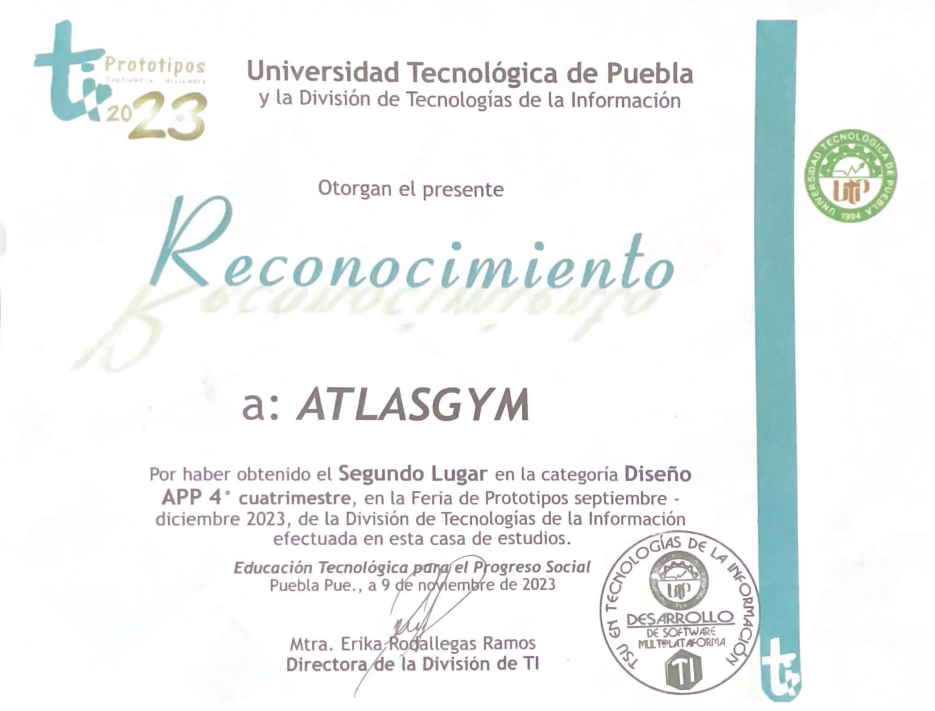 ti Prototipos
Septiembre - diciembre
2023
Universidad Tecnológica de Puebla
y la División de Tecnologías de la Información
UNIVERSIDAD TECNOLÓGICA DE PUEBLA
UTP
1994
Otorgan el presente
Reconocimiento
a: ATLASGYM
Por haber obtenido el Segundo Lugar en la categoría Diseño
APP 4° cuatrimestre, en la Feria de Prototipos septiembre -
diciembre 2023, de la División de Tecnologías de la Información
efectuada en esta casa de estudios.
Educación Tecnológica para el Progreso Social
Puebla Pue., a 9 de noviembre de 2023
Mtra. Erika Rodallegas Ramos
Directora de la División de TI
TSU EN TECNOLOGÍAS DE LA INFORMACIÓN
UTP
DESARROLLO
DE SOFTWARE
MULTIPLATAFORMA
TI
ti